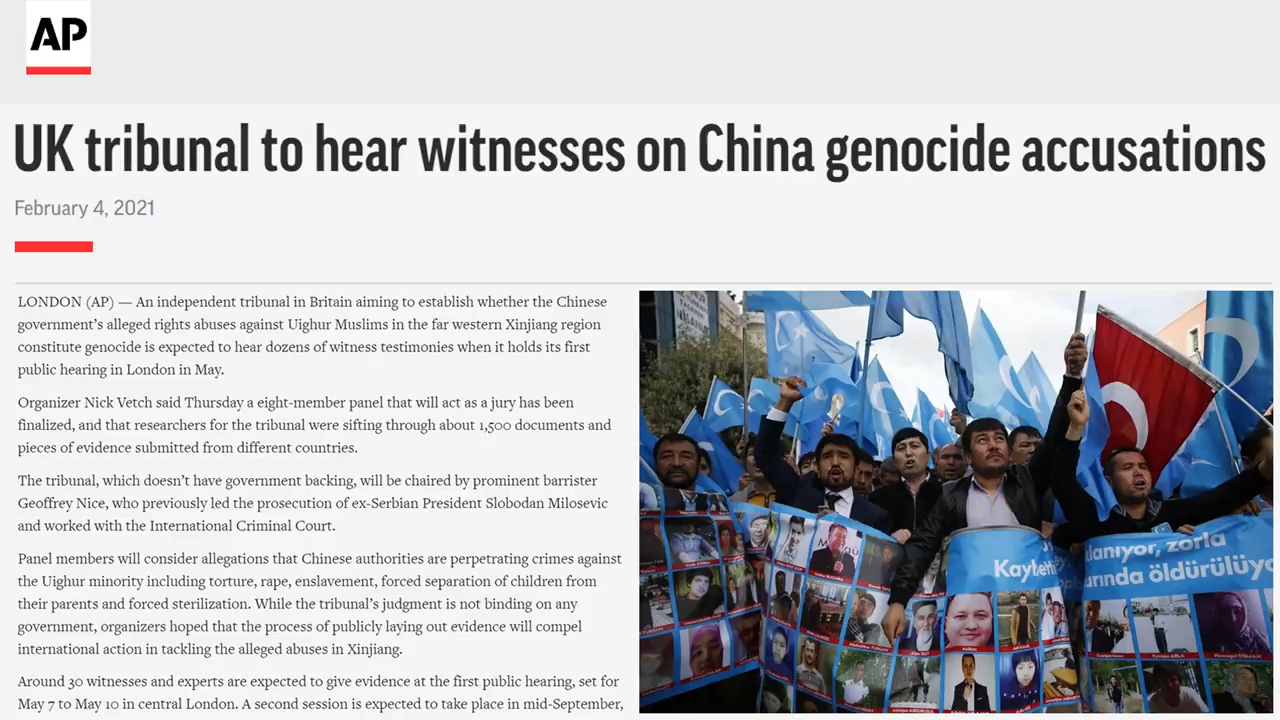 AP
UK tribunal to hear witnesses on China genocide accusations
February 4, 2021
LONDON (AP) — An independent tribunal in Britain aiming to establish whether the Chinese
government's alleged rights abuses against Uighur Muslims in the far western Xinjiang region
constitute genocide is expected to hear dozens of witness testimonies when it holds its first
public hearing in London in May.
Organizer Nick Vetch said Thursday a eight-member panel that will act as a jury has been
finalized, and that researchers for the tribunal were sifting through about 1,500 documents and
pieces of evidence submitted from different countries.
The tribunal, which doesn't have government backing, will be chaired by prominent barrister
Geoffrey Nice, who previously led the prosecution of ex-Serbian President Slobodan Milosevic
and worked with the International Criminal Court.
Panel members will consider allegations that Chinese authorities are perpetrating crimes against
the Uighur minority including torture, rape, enslavement, forced separation of children from
their parents and forced sterilization. While the tribunal's judgment is not binding on any
government, organizers hoped that the process of publicly laying out evidence will compel
international action in tackling the alleged abuses in Xinjiang.
Around 30 witnesses and experts are expected to give evidence at the first public hearing, set for
May 7 to May 10 in central London. A second session is expected to take place in mid-September,
zorla
öldürülüyo